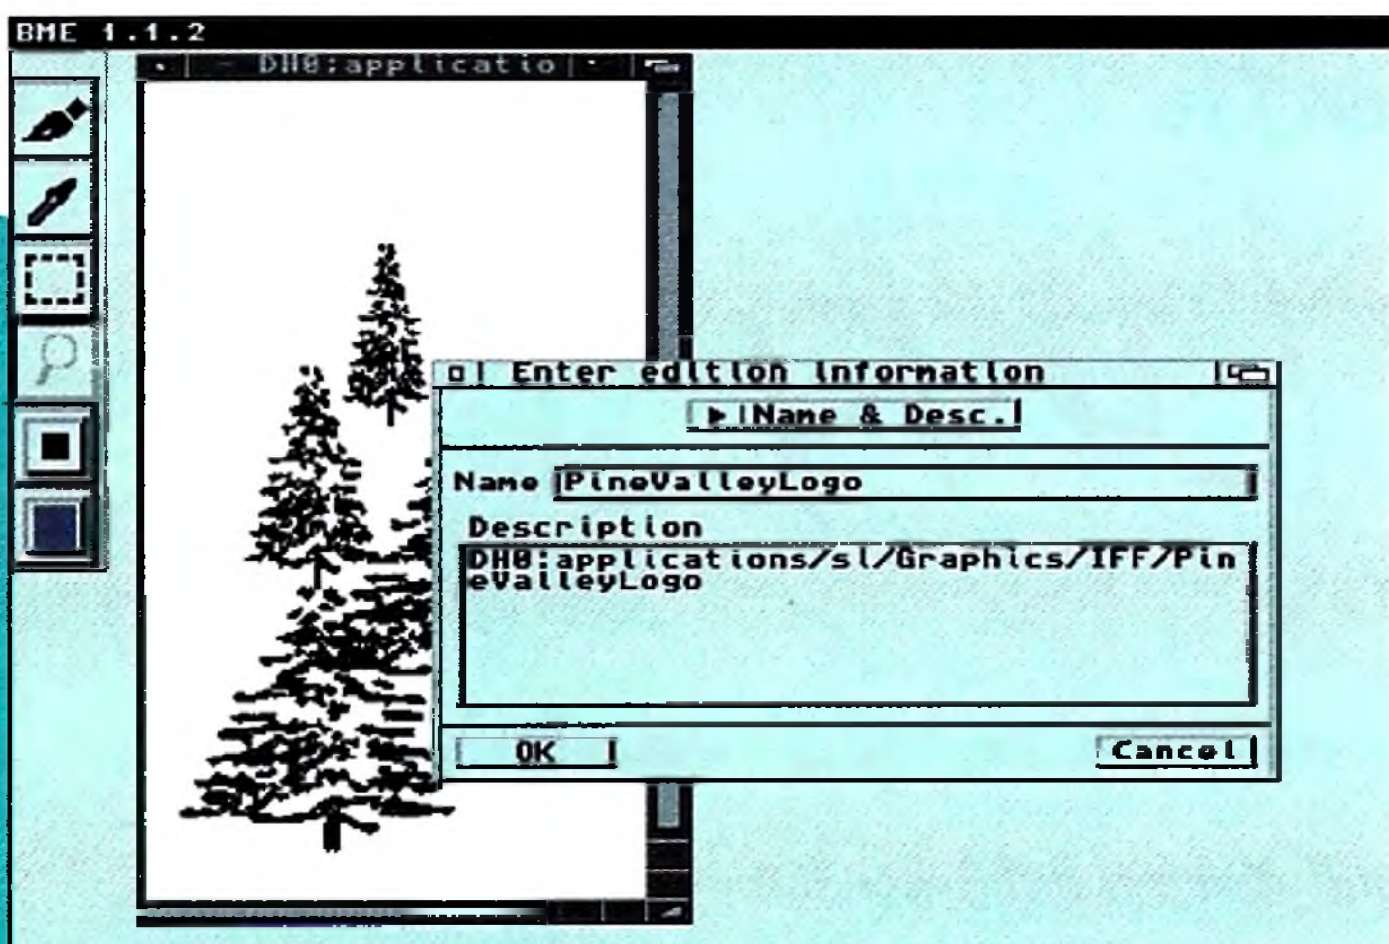 BME 1.1.2
DH0:applicatio
Enter edition information
Name & Desc.
Name PineValleyLogo
Description
DH0:applications/sl/Graphics/IFF/Pin
eValleyLogo
OK
Cancel